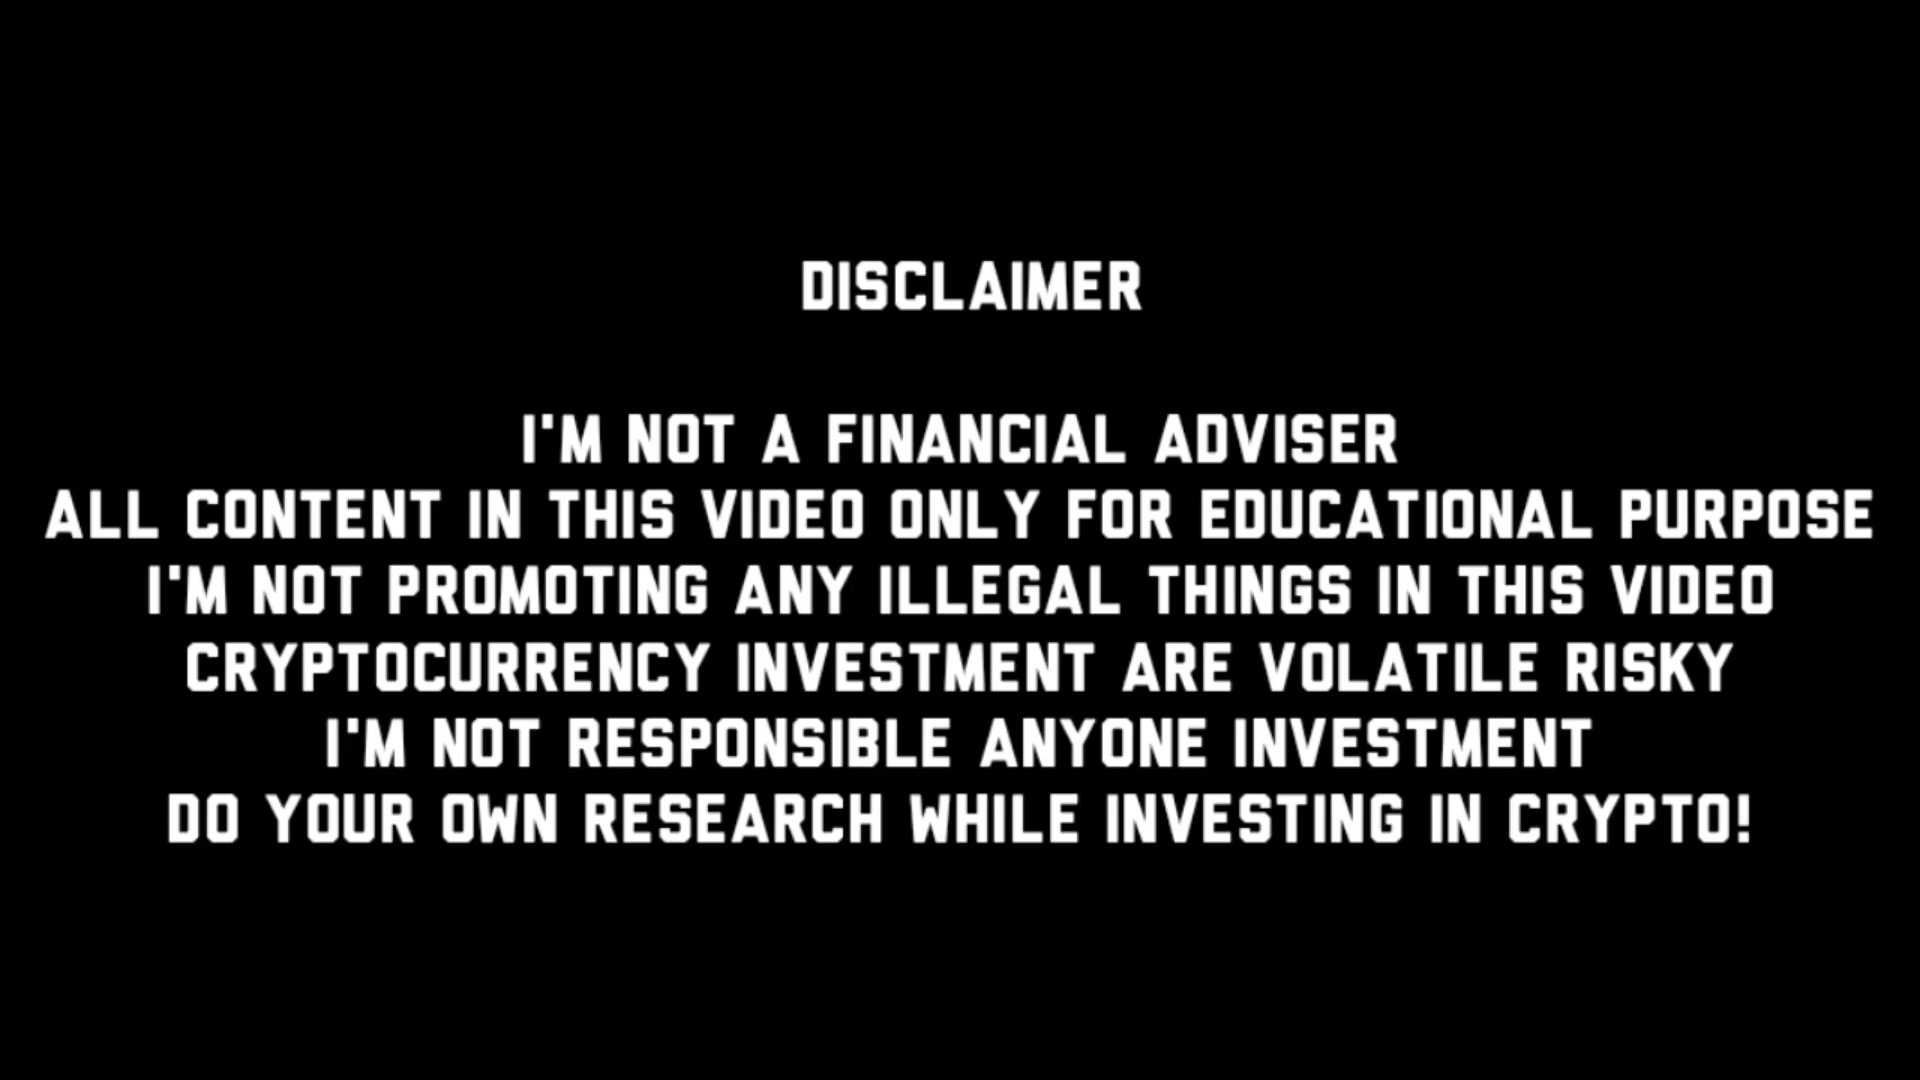 DISCLAIMER
I'M NOT A FINANCIAL ADVISER
ALL CONTENT IN THIS VIDEO ONLY FOR EDUCATIONAL PURPOSE
I'M NOT PROMOTING ANY ILLEGAL THINGS IN THIS VIDEO
CRYPTOCURRENCY INVESTMENT ARE VOLATILE RISKY
I'M NOT RESPONSIBLE ANYONE INVESTMENT
DO YOUR OWN RESEARCH WHILE INVESTING IN CRYPTO!